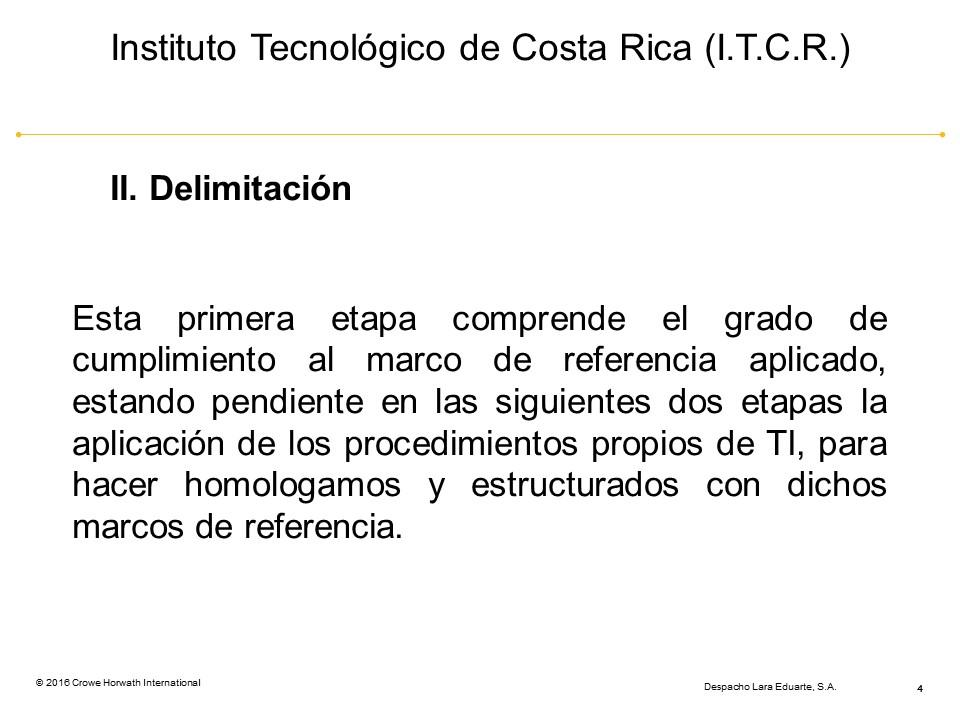 Instituto Tecnológico de Costa Rica (I.T.C.R.)
II. Delimitación
Esta primera etapa comprende el grado de
cumplimiento al marco de referencia aplicado,
estando pendiente en las siguientes dos etapas la
aplicación de los procedimientos propios de TI, para
hacer homologamos y estructurados con dichos
marcos de referencia.
© 2016 Crowe Horwath International
Despacho Lara Eduarte, S.A.
4